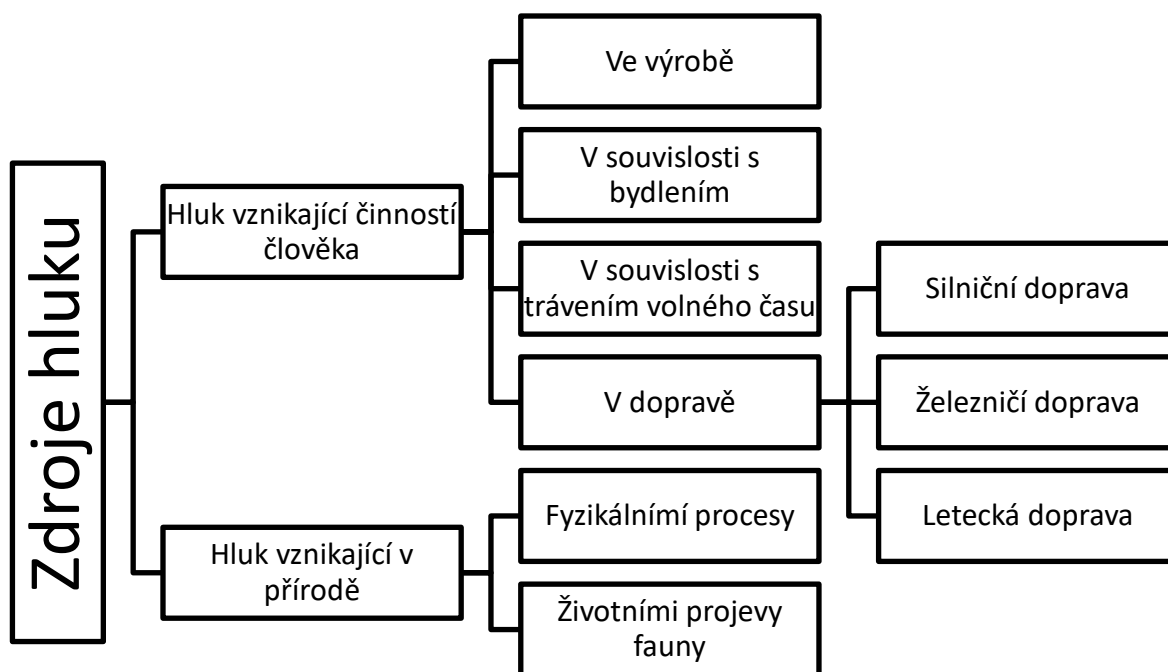 Zdroje hluku
Hluk vznikající činností
člověka
Ve výrobě
V souvislosti s
bydlením
V souvislosti s
trávením volného času
V dopravě
Silniční doprava
Železničí doprava
Letecká doprava
Hluk vznikající v
přírodě
Fyzikálnímí procesy
Životními projevy
fauny